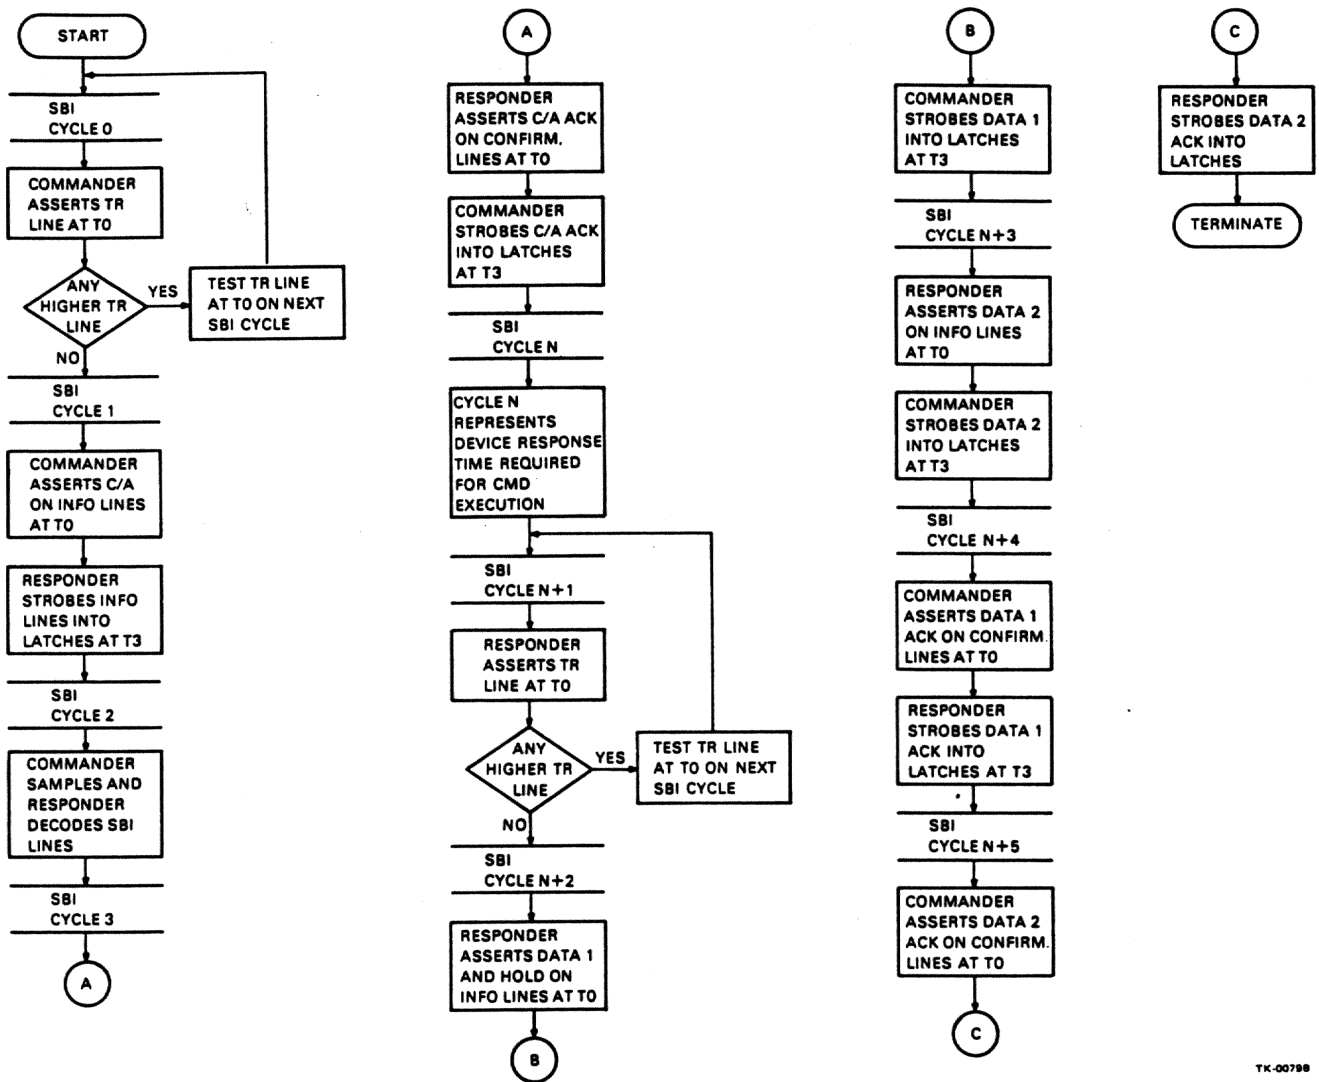 START
SBI
CYCLE 0
COMMANDER
ASSERTS TR
LINE AT T0
ANY
HIGHER TR
LINE
YES
TEST TR LINE
AT T0 ON NEXT
SBI CYCLE
NO
SBI
CYCLE 1
COMMANDER
ASSERTS C/A
ON INFO LINES
AT T0
RESPONDER
STROBES INFO
LINES INTO
LATCHES AT T3
SBI
CYCLE 2
COMMANDER
SAMPLES AND
RESPONDER
DECODES SBI
LINES
SBI
CYCLE 3
A
A
RESPONDER
ASSERTS C/A ACK
ON CONFIRM.
LINES AT T0
COMMANDER
STROBES C/A ACK
INTO LATCHES
AT T3
SBI
CYCLE N
CYCLE N
REPRESENTS
DEVICE RESPONSE
TIME REQUIRED
FOR CMD
EXECUTION
SBI
CYCLE N+1
RESPONDER
ASSERTS TR
LINE AT T0
ANY
HIGHER TR
LINE
YES
TEST TR LINE
AT T0 ON NEXT
SBI CYCLE
NO
SBI
CYCLE N+2
RESPONDER
ASSERTS DATA 1
AND HOLD ON
INFO LINES AT T0
B
B
COMMANDER
STROBES DATA 1
INTO LATCHES
AT T3
SBI
CYCLE N+3
RESPONDER
ASSERTS DATA 2
ON INFO LINES
AT T0
COMMANDER
STROBES DATA 2
INTO LATCHES
AT T3
SBI
CYCLE N+4
COMMANDER
ASSERTS DATA 1
ACK ON CONFIRM.
LINES AT T0
RESPONDER
STROBES DATA 1
ACK INTO
LATCHES AT T3
SBI
CYCLE N+5
COMMANDER
ASSERTS DATA 2
ACK ON CONFIRM.
LINES AT T0
C
C
RESPONDER
STROBES DATA 2
ACK INTO
LATCHES
TERMINATE
TK-0079B